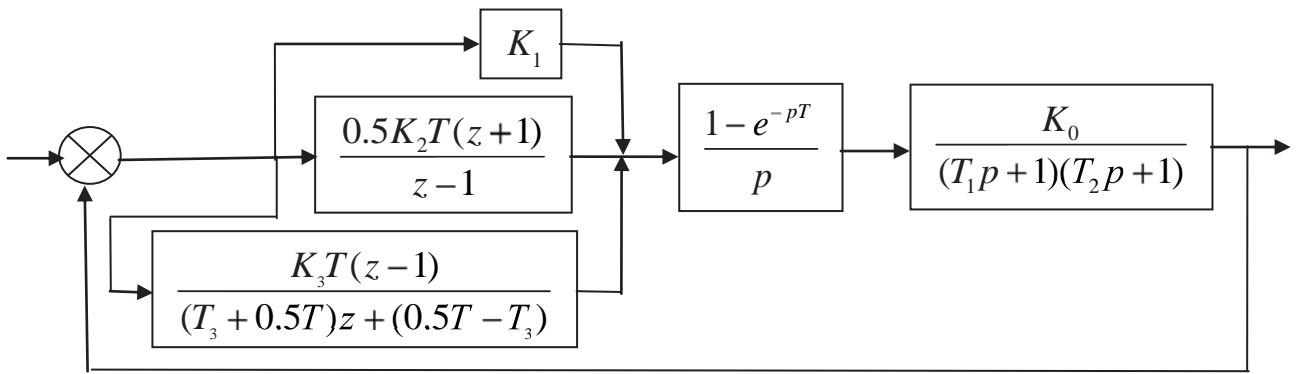 K₁
0.5K₂T(z+1)
z−1
1−e^{−pT}
p
K₀
(T₁p+1)(T₂p+1)
K₃T(z−1)
(T₃+0.5T)z+(0.5T−T₃)